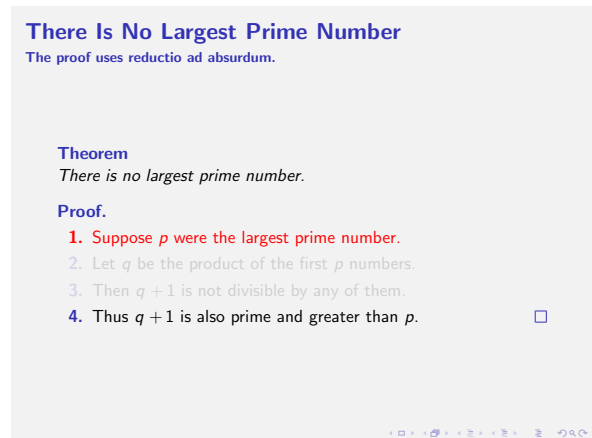 There Is No Largest Prime Number
The proof uses reductio ad absurdum.
Theorem
There is no largest prime number.
Proof.
1. Suppose p were the largest prime number.
2. Let q be the product of the first p numbers.
3. Then q + 1 is not divisible by any of them.
4. Thus q + 1 is also prime and greater than p.